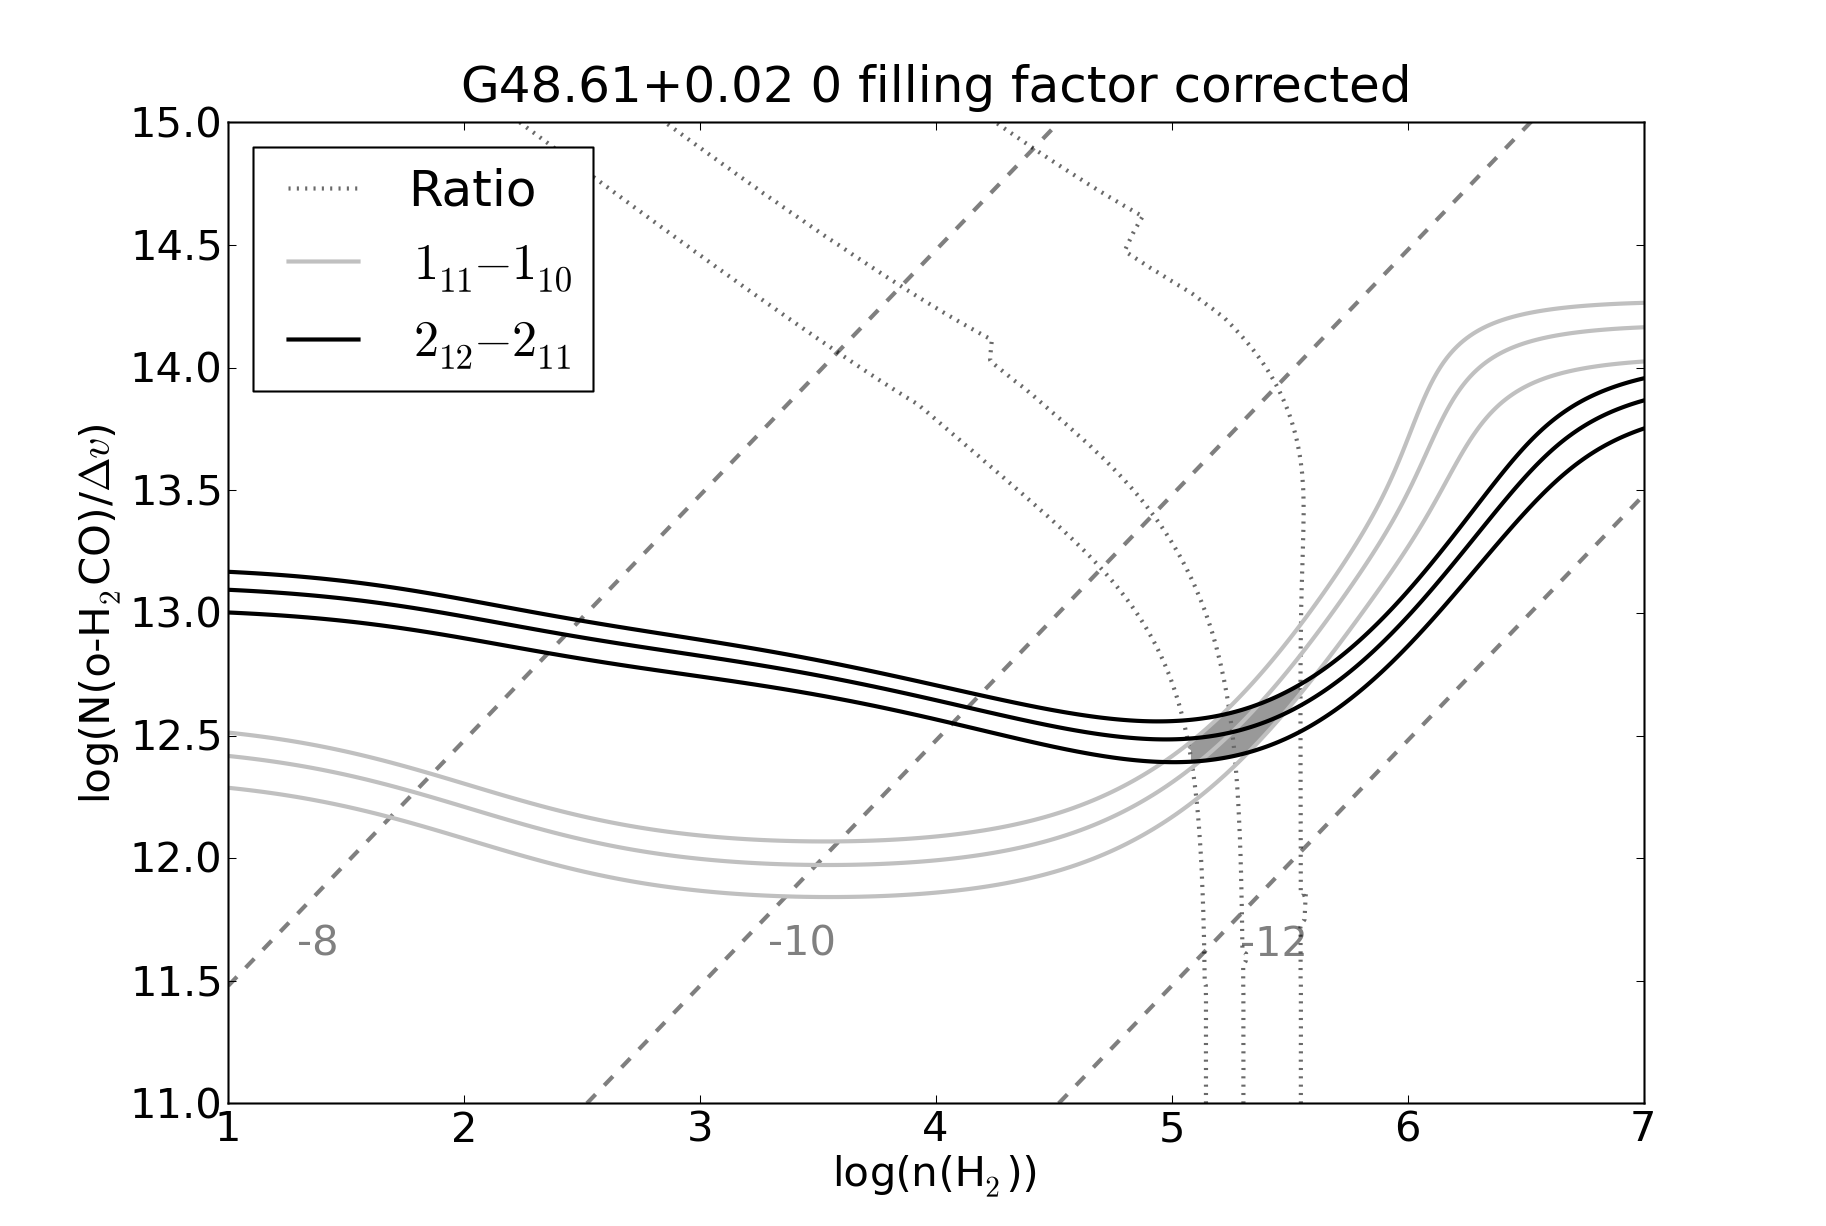 G48.61+0.02 0 filling factor corrected
Ratio
1₁₁−1₁₀
2₁₂−2₁₁
log(N(o-H₂CO)/Δv)
15.0
14.5
14.0
13.5
13.0
12.5
12.0
11.5
11.0
-8
-10
-12
1 2 3 4 5 6 7
log(n(H₂))